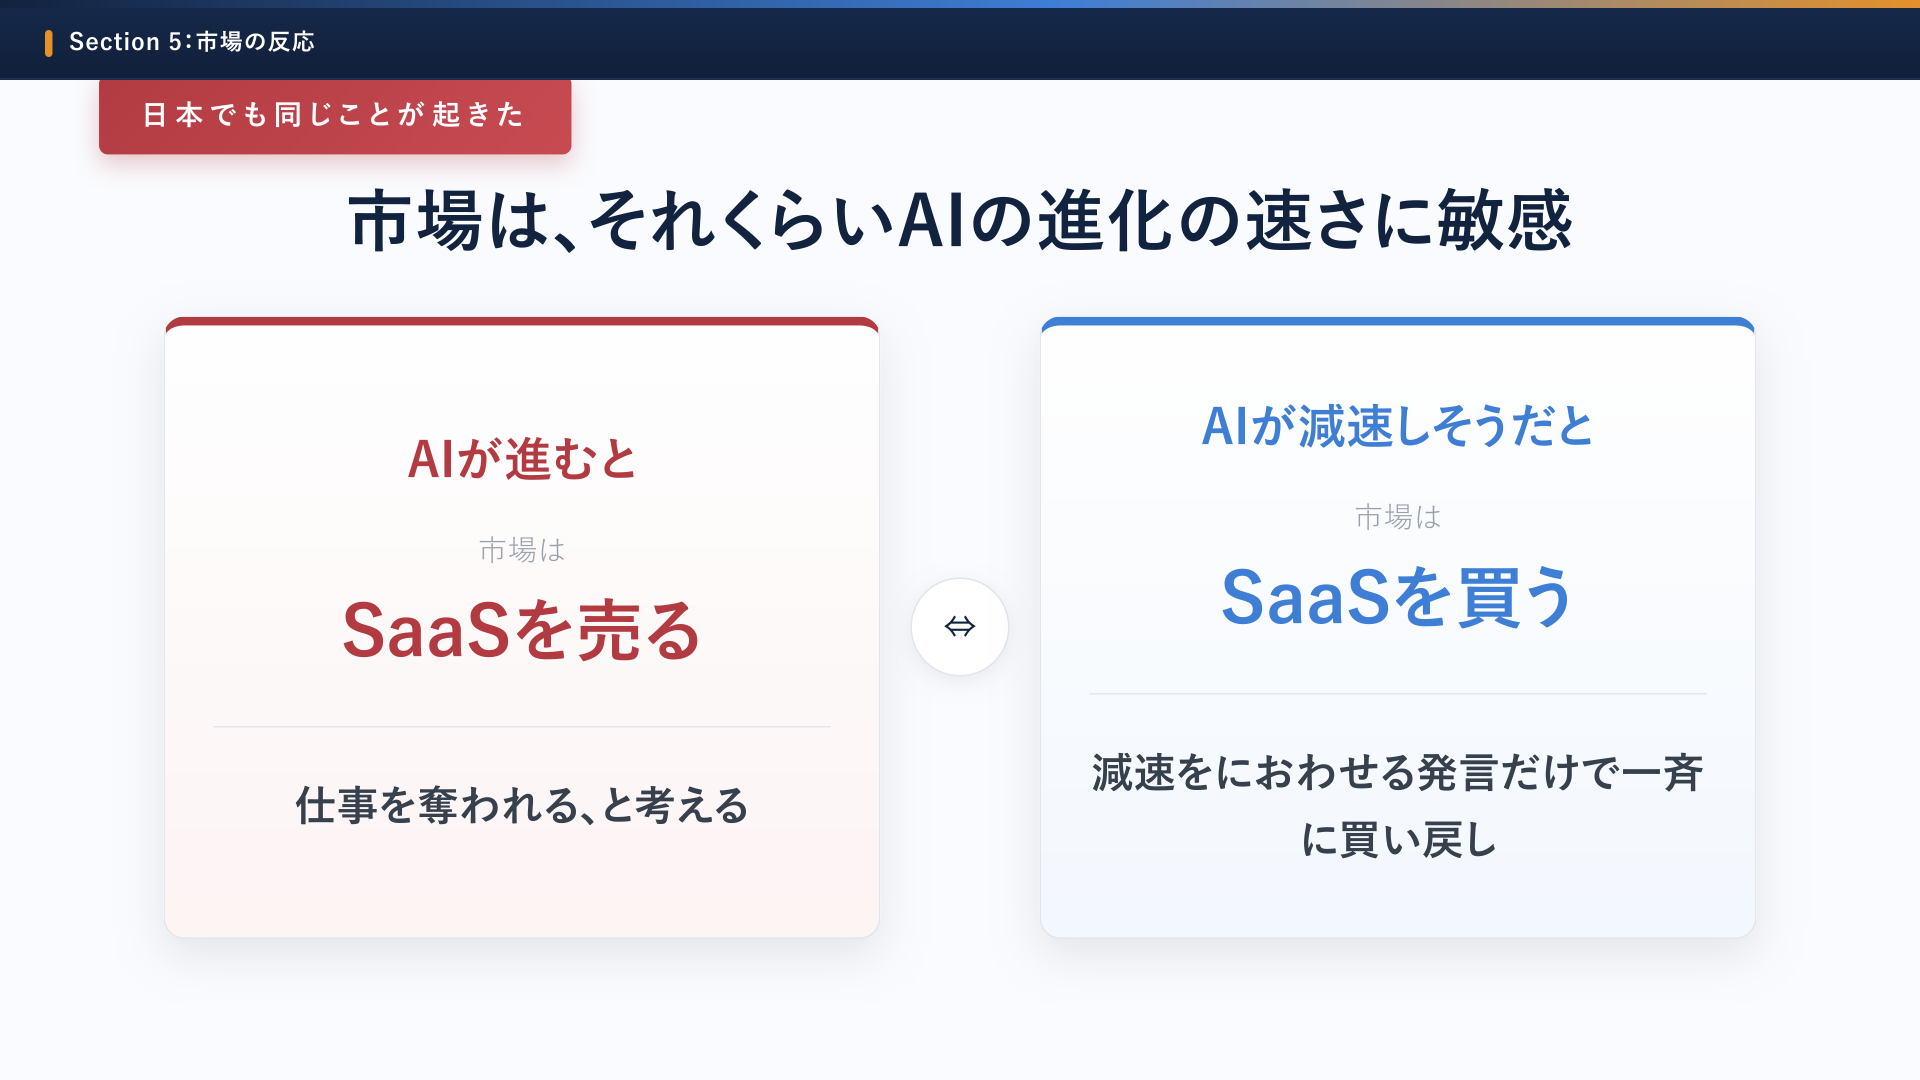 Section 5：市場の反応
日本でも同じことが起きた
市場は、それくらいAIの進化の速さに敏感
AIが進むと
市場は
SaaSを売る
仕事を奪われる、と考える
⇔
AIが減速しそうだと
市場は
SaaSを買う
減速をにおわせる発言だけで一斉
に買い戻し